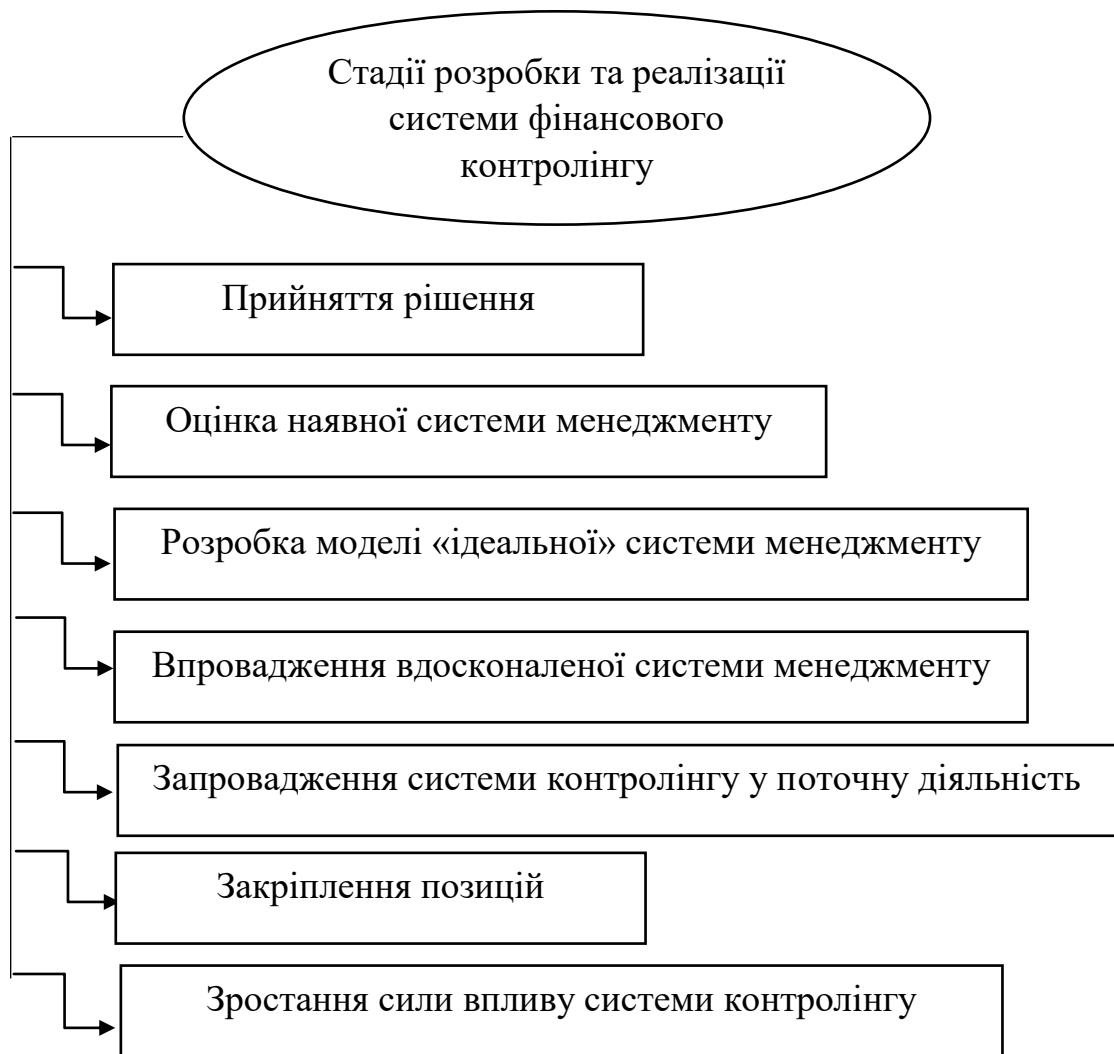 Стадії розробки та реалізації
системи фінансового
контролінгу
Прийняття рішення
Оцінка наявної системи менеджменту
Розробка моделі «ідеальної» системи менеджменту
Впровадження вдосконаленої системи менеджменту
Запровадження системи контролінгу у поточну діяльність
Закріплення позицій
Зростання сили впливу системи контролінгу